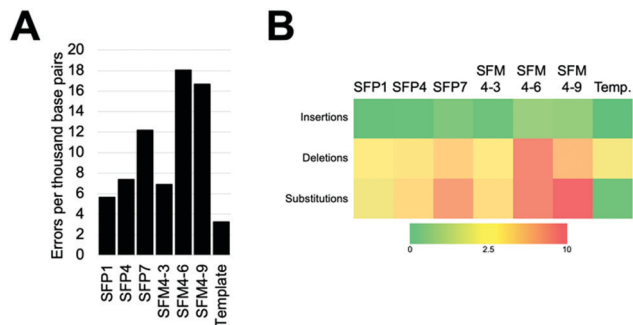 A
Errors per thousand base pairs
20
18
16
14
12
10
8
6
4
2
0
SFP1
SFP4
SFP7
SFM4-3
SFM4-6
SFM4-9
Template
B
SFP1 SFP4 SFP7 SFM 4-3 SFM 4-6 SFM 4-9 Temp.
Insertions
Deletions
Substitutions
0 2.5 10